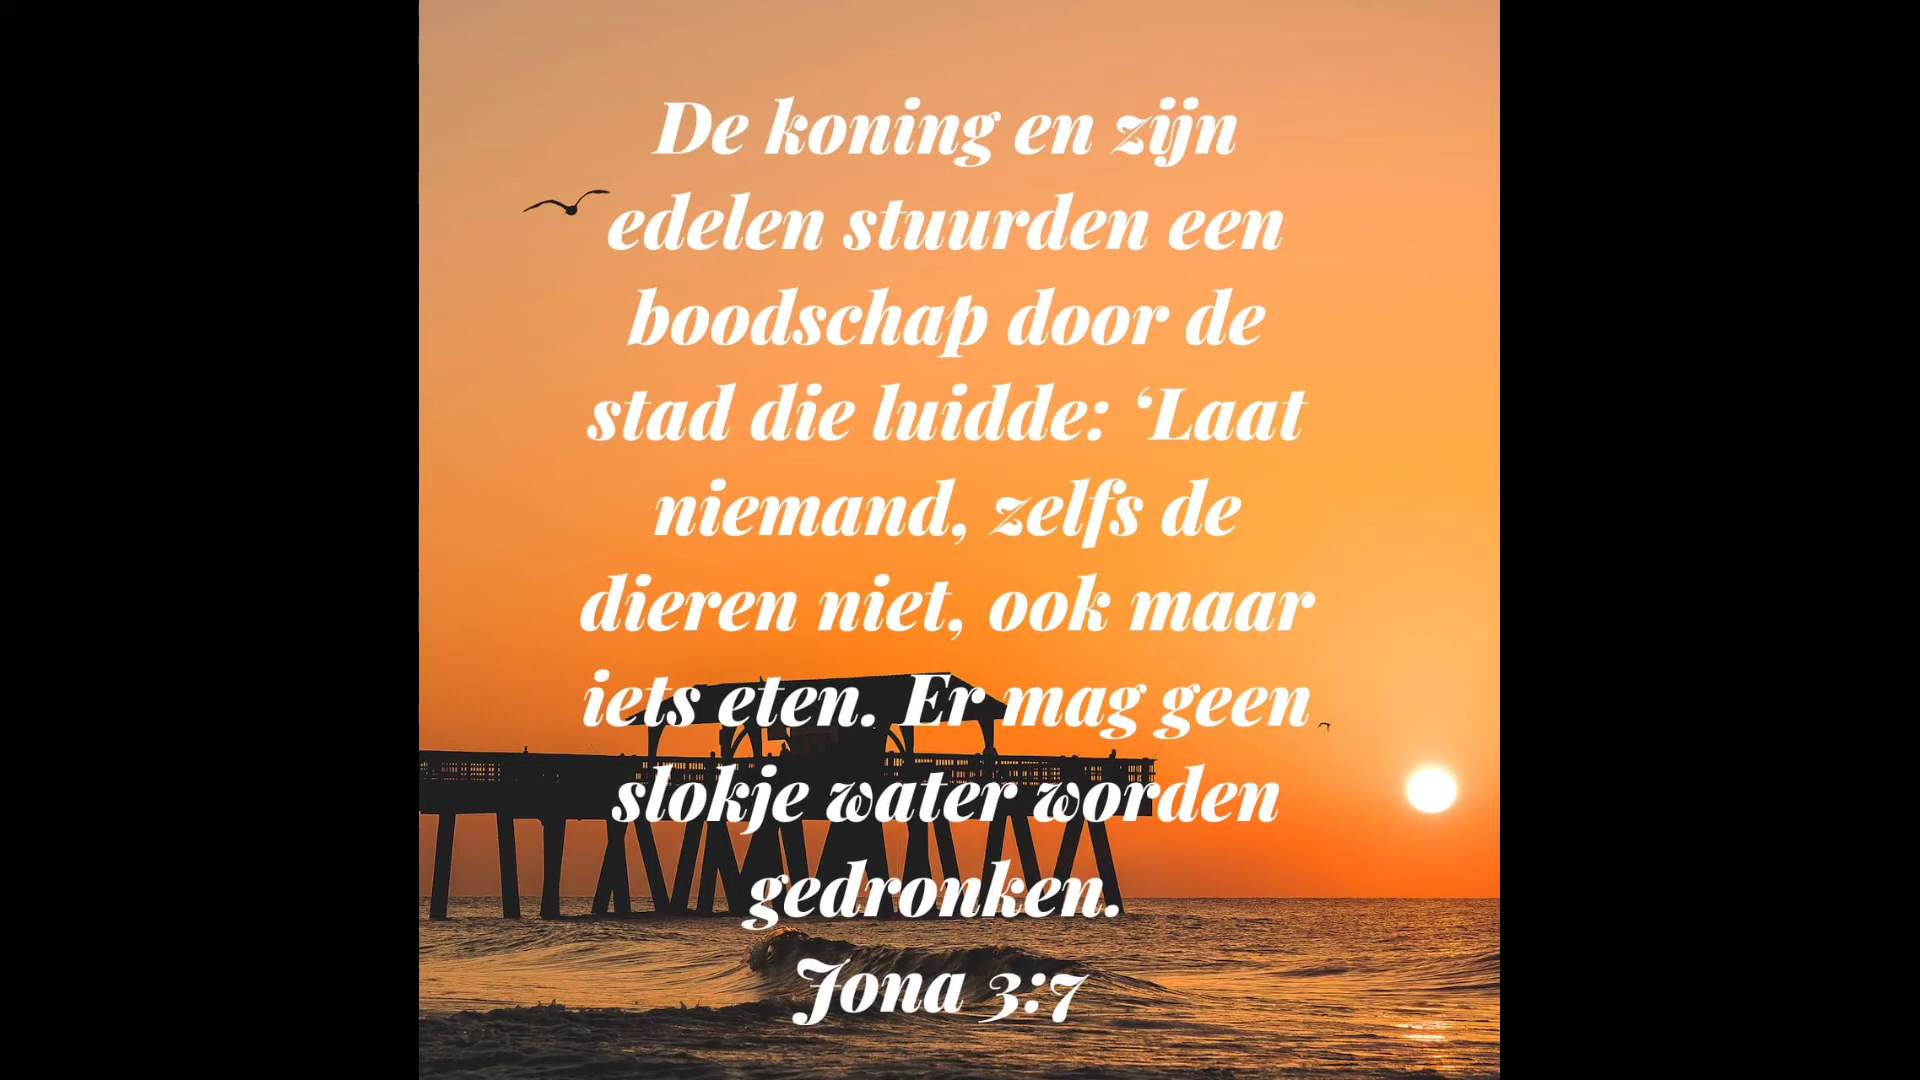 De koning en zijn
edelen stuurden een
boodschap door de
stad die luidde: ‘Laat
niemand, zelfs de
dieren niet, ook maar
iets eten. Er mag geen
slokje water worden
gedronken.
Jona 3:7